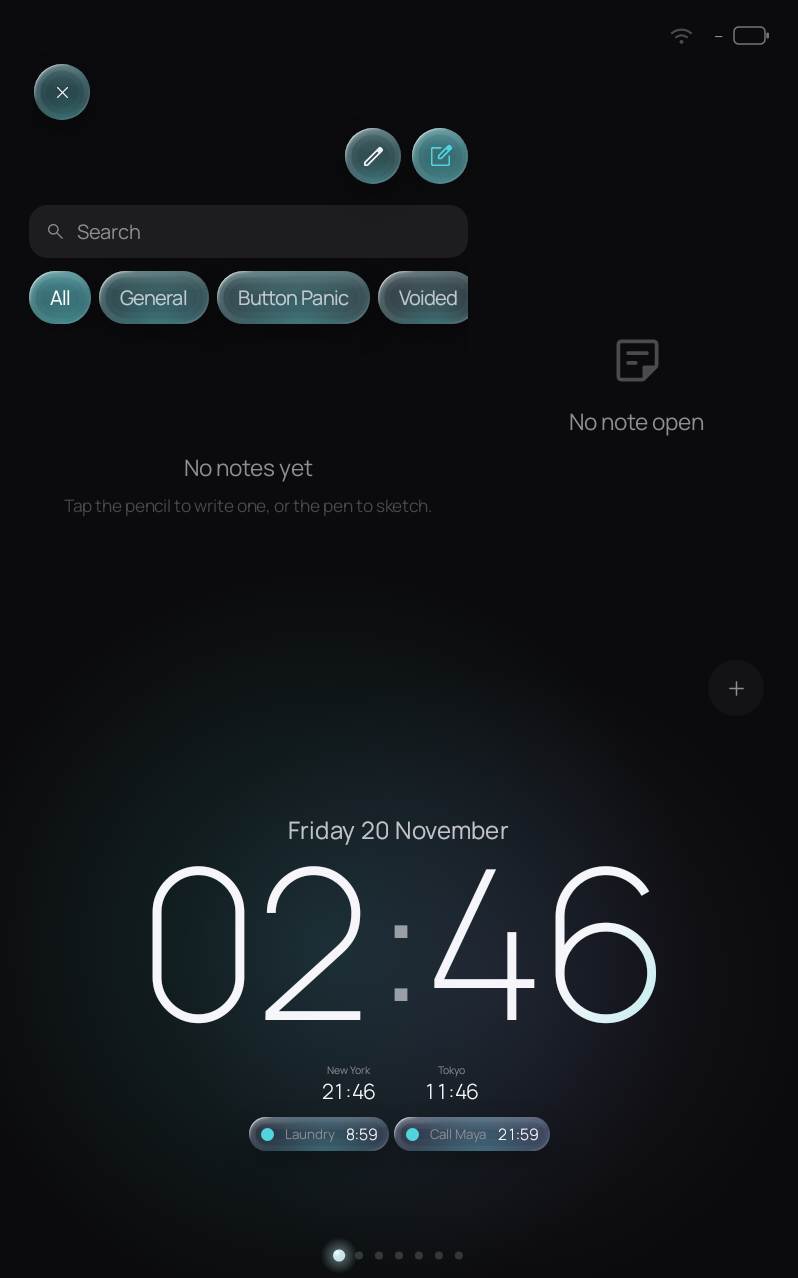 –
Search
All General Button Panic Voided
No note open
No notes yet
Tap the pencil to write one, or the pen to sketch.
Friday 20 November
02:46
New York Tokyo
21:46 11:46
Laundry 8:59 Call Maya 21:59